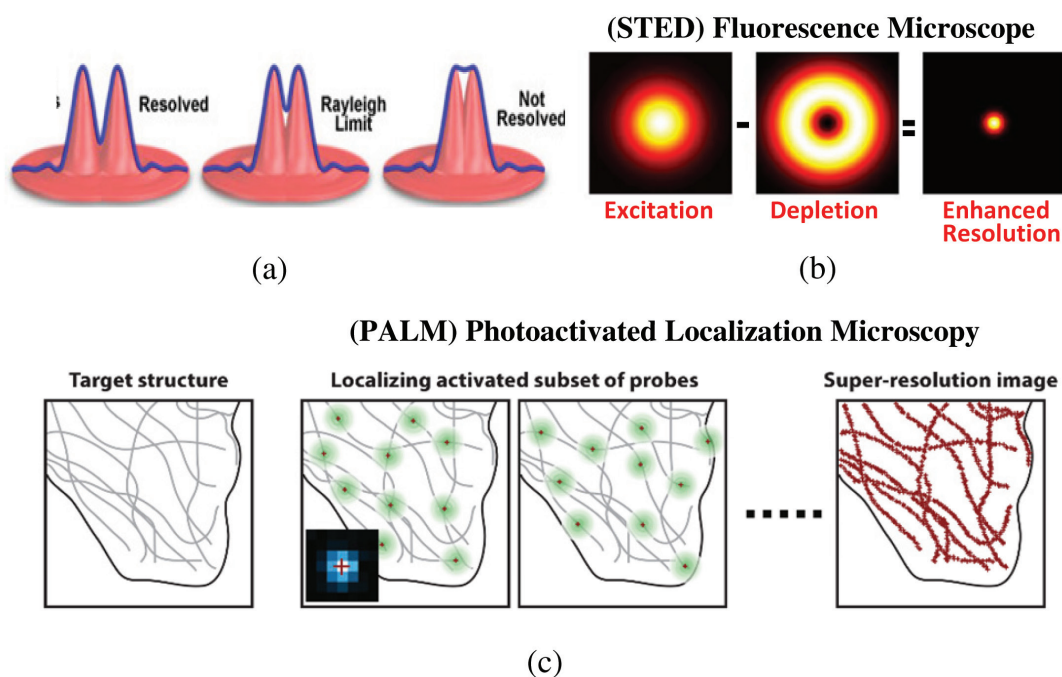 (STED) Fluorescence Microscope
s
Resolved
Rayleigh
Limit
Not
Resolved
-
=
Excitation
Depletion
Enhanced
Resolution
(a)
(b)
(PALM) Photoactivated Localization Microscopy
Target structure
Localizing activated subset of probes
Super-resolution image
(c)